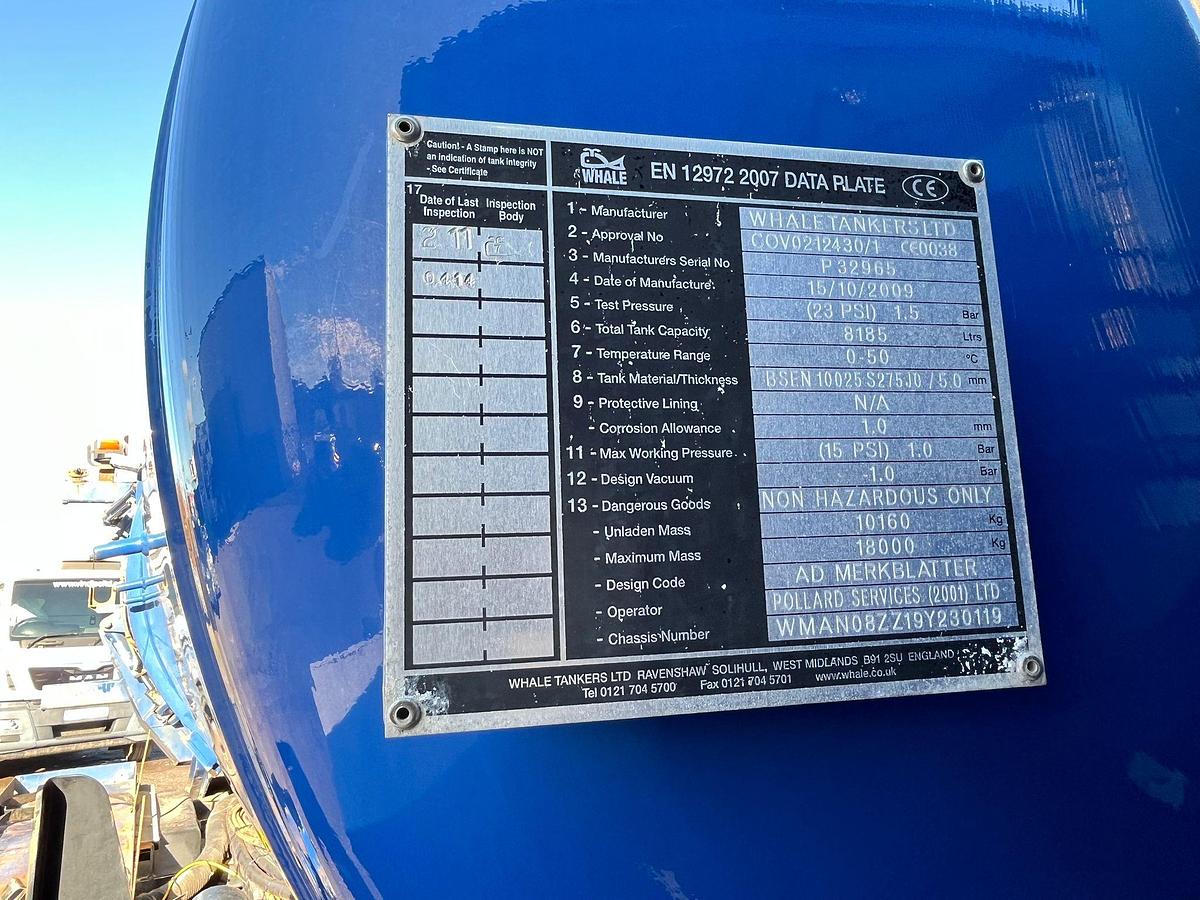 Caution! - A Stamp here is NOT
an indication of tank integrity
- See Certificate
WHALE
EN 12972 2007 DATA PLATE
CE
17
Date of Last Inspection
Inspection Body
2 11
0414
1 - Manufacturer WHALE TANKERS LTD
2 - Approval No COV0212430/1 CE0038
3 - Manufacturers Serial No P32965
4 - Date of Manufacture 15/10/2009
5 - Test Pressure (23 PSI) 1.5 Bar
6 - Total Tank Capacity 8185 Ltrs
7 - Temperature Range 0-50 °C
8 - Tank Material/Thickness BSEN 10025 S275J0 / 5.0 mm
9 - Protective Lining N/A
- Corrosion Allowance 1.0 mm
11 - Max Working Pressure (15 PSI) 1.0 Bar
12 - Design Vacuum -1.0 Bar
13 - Dangerous Goods NON HAZARDOUS ONLY
- Unladen Mass 10160 Kg
- Maximum Mass 18000 Kg
- Design Code AD MERKBLATTER
- Operator POLLARD SERVICES (2001) LTD
- Chassis Number WMAN08ZZ19Y230119
WHALE TANKERS LTD RAVENSHAW SOLIHULL, WEST MIDLANDS B91 2SU ENGLAND
Tel 0121 704 5700 Fax 0121 704 5701 www.whale.co.uk